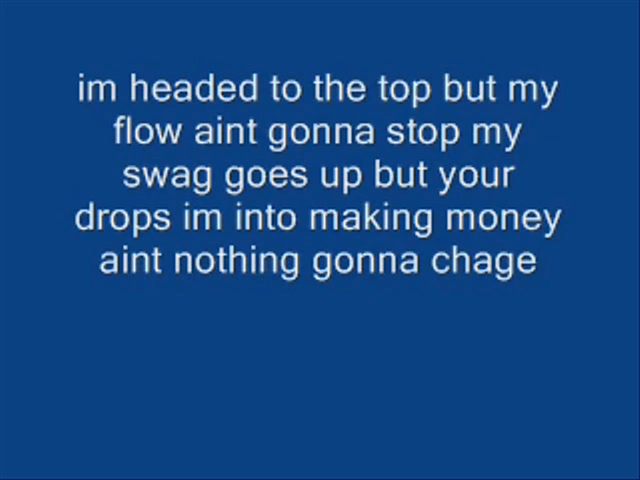 im headed to the top but my
flow aint gonna stop my
swag goes up but your
drops im into making money
aint nothing gonna chage